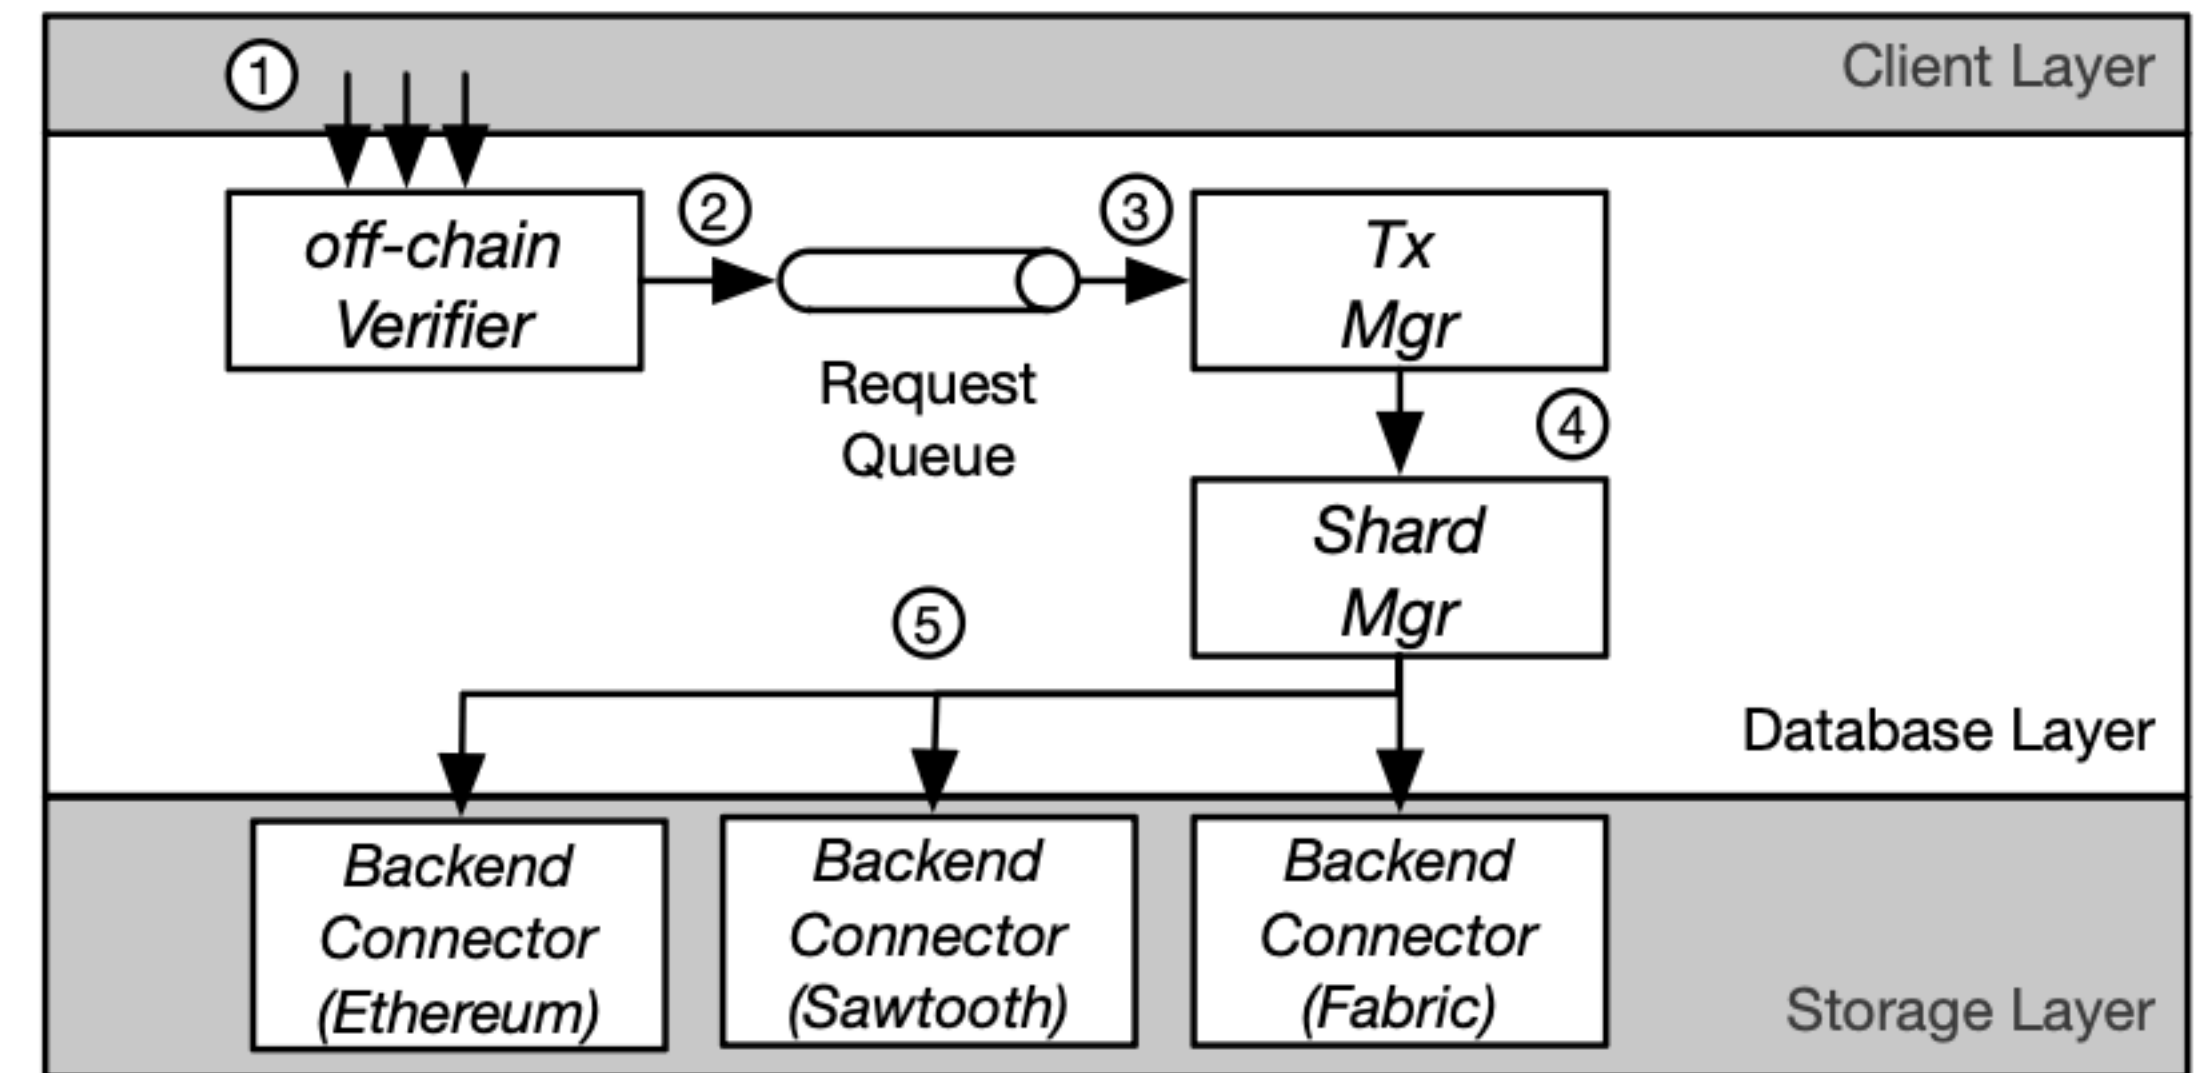 Client Layer
①
off-chain
Verifier
②
Request
Queue
③
Tx
Mgr
④
Shard
Mgr
⑤
Database Layer
Backend
Connector
(Ethereum)
Backend
Connector
(Sawtooth)
Backend
Connector
(Fabric)
Storage Layer